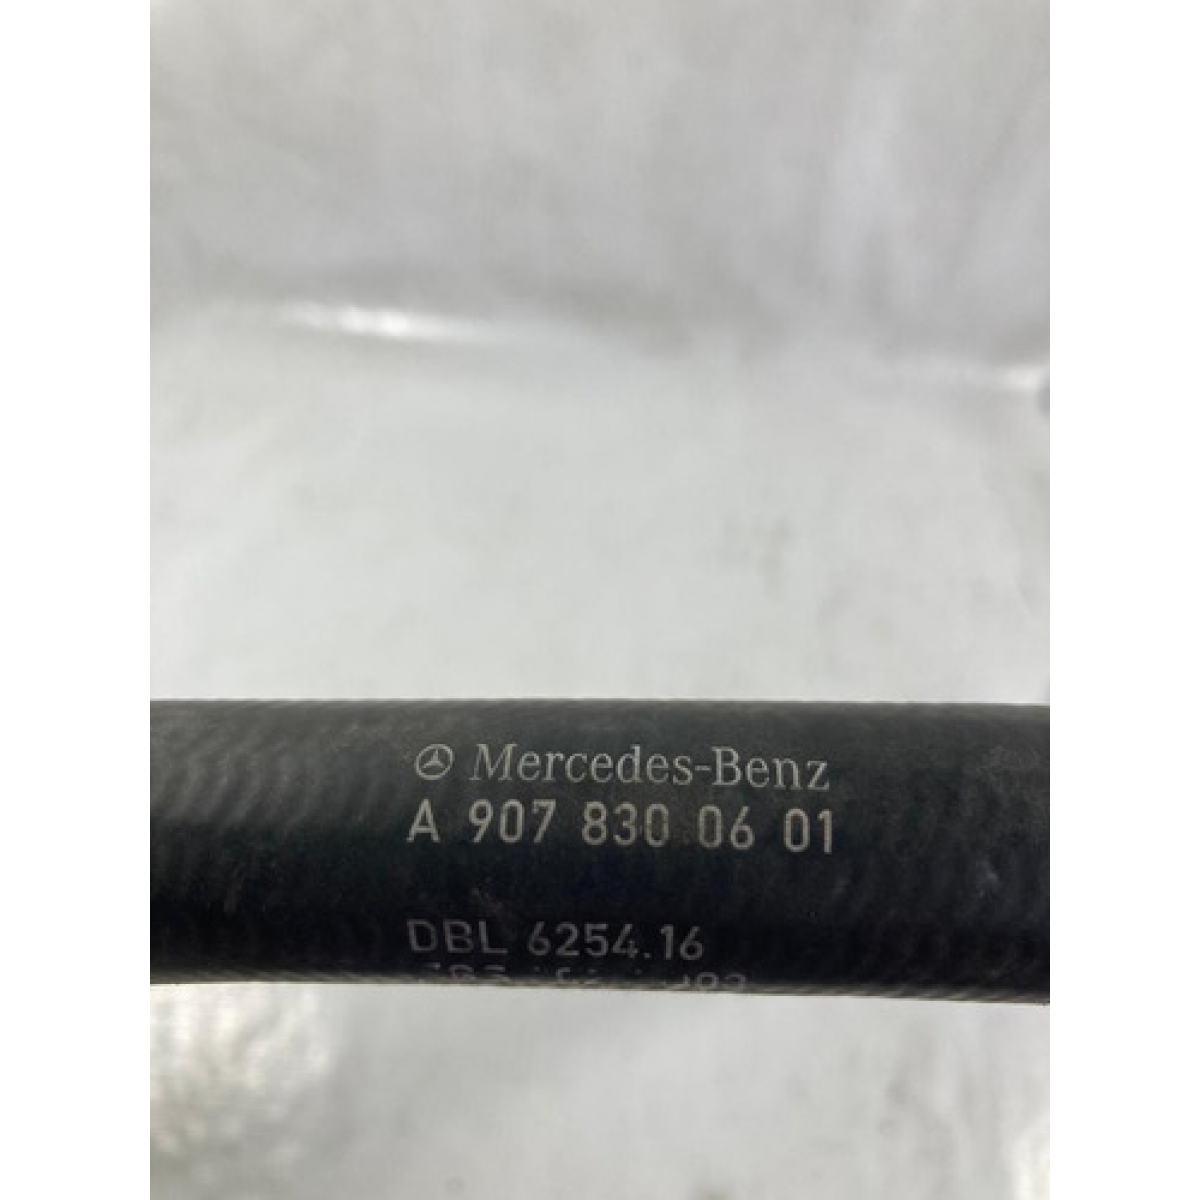 Mercedes-Benz
A 907 830 06 01
DBL 6254.16